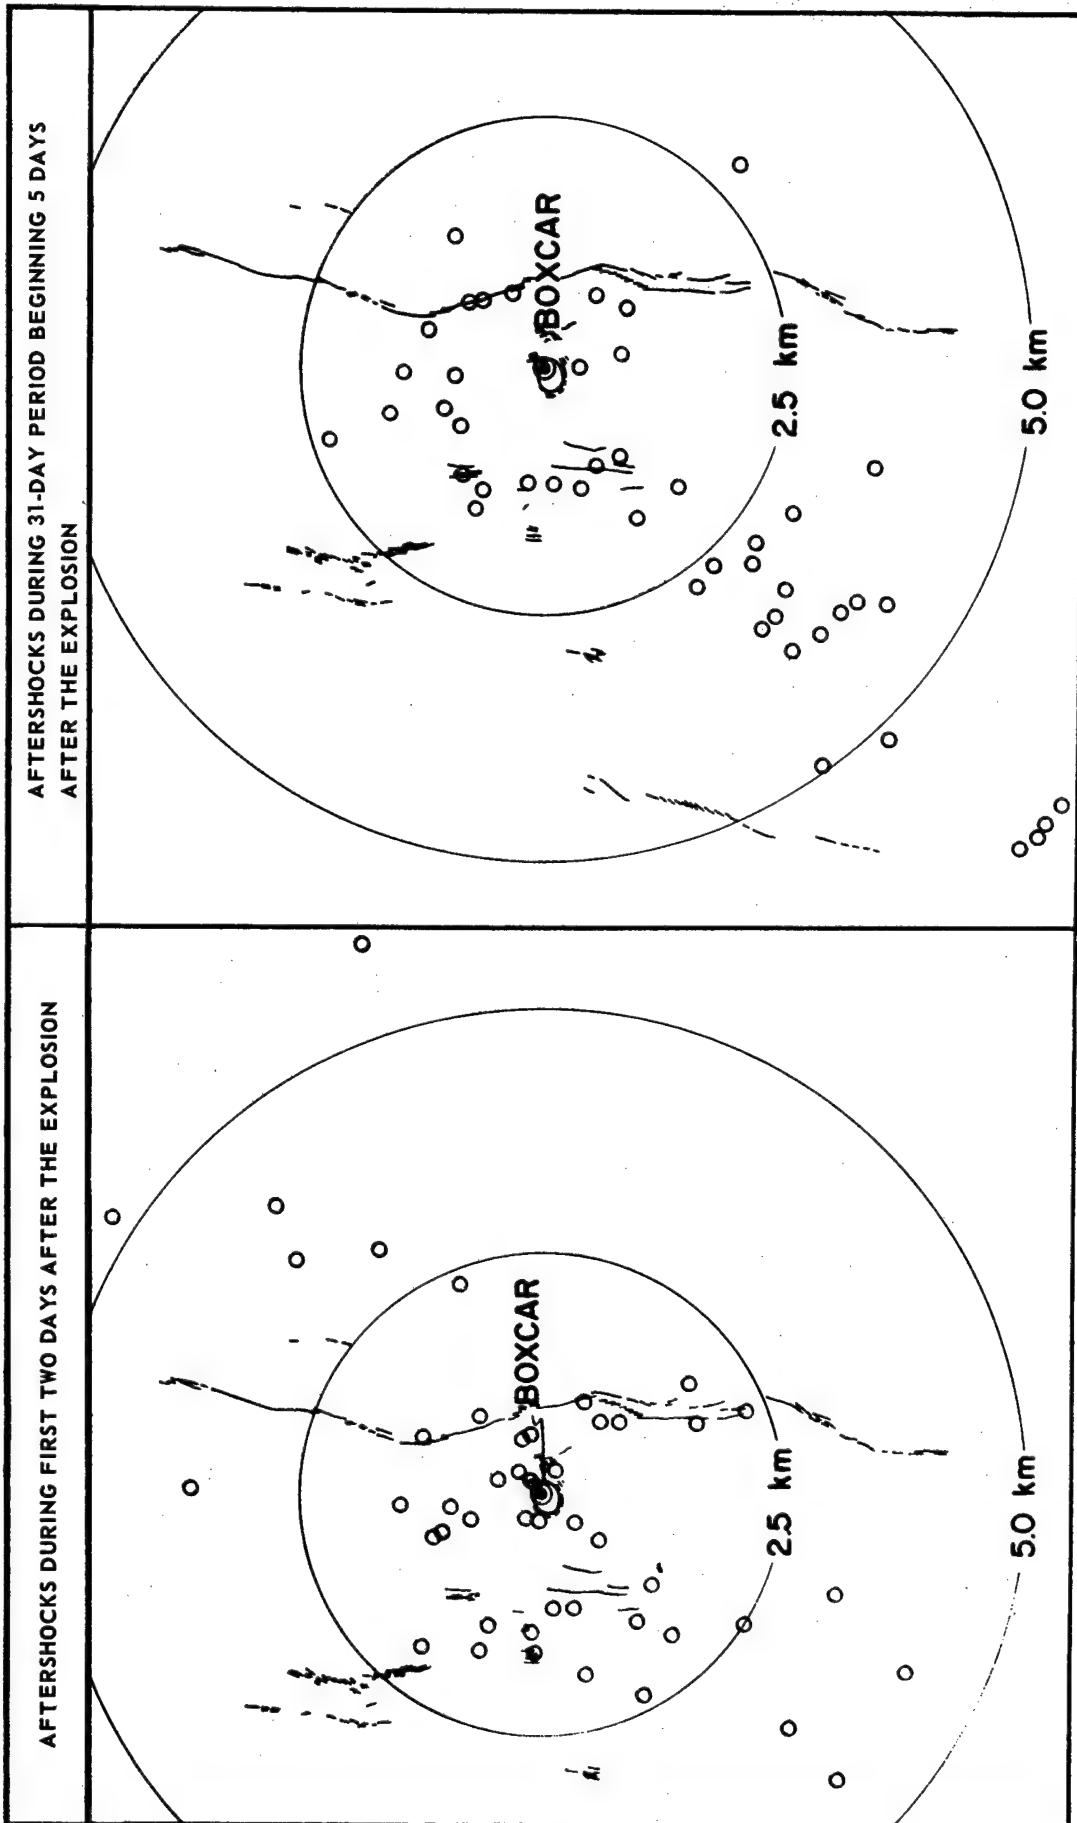 AFTERSHOCKS DURING FIRST TWO DAYS AFTER THE EXPLOSION
BOXCAR
2.5 km
5.0 km
AFTERSHOCKS DURING 31-DAY PERIOD BEGINNING 5 DAYS
AFTER THE EXPLOSION
BOXCAR
2.5 km
5.0 km